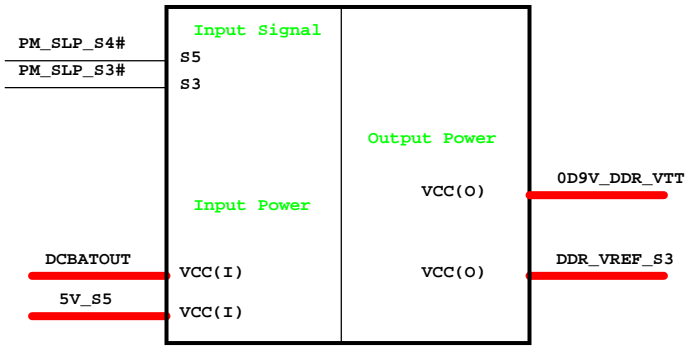 Input Signal
PM_SLP_S4#
S5
PM_SLP_S3#
S3
Output Power
0D9V_DDR_VTT
VCC(O)
Input Power
DCBATOUT
VCC(I)
VCC(O)
DDR_VREF_S3
5V_S5
VCC(I)